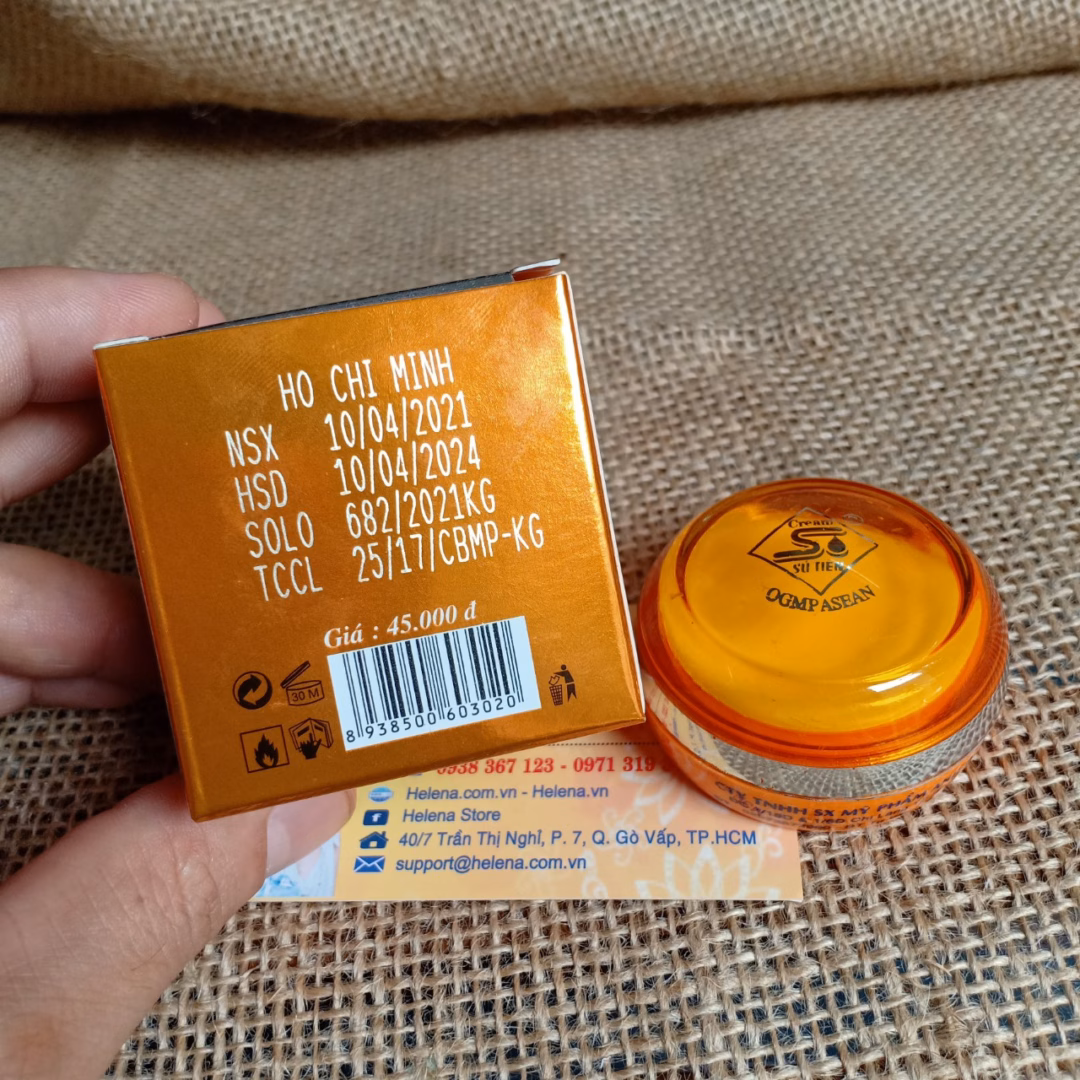 HO CHI MINH
NSX 10/04/2021
HSD 10/04/2024
SOLO 682/2021KG
TCCL 25/17/CBMP-KG
Giá : 45.000 đ
30 M
8 938500 603020
Cream
SỨ TIÊN
CGMP ASEAN
CTY TNHH SX MỸ PHẨM
0938 367 123 - 0971 319
Helena.com.vn - Helena.vn
Helena Store
40/7 Trần Thị Nghỉ, P. 7, Q. Gò Vấp, TP.HCM
support@helena.com.vn